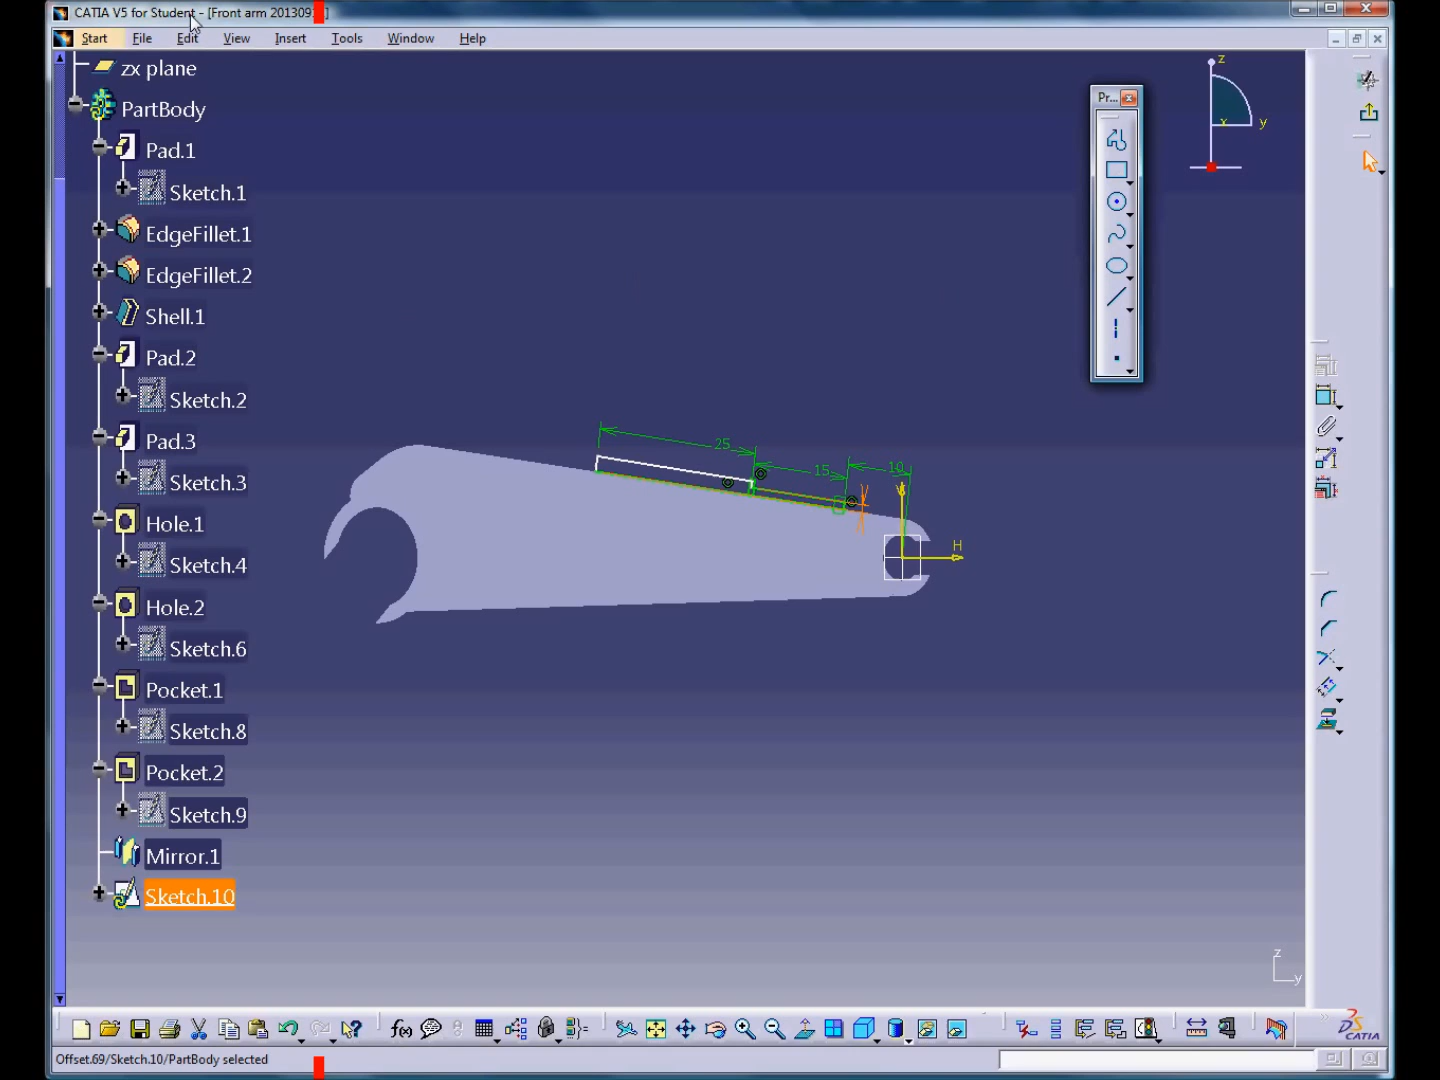 CATIA V5 for Student - [Front arm 201309 ]
Start File Edit View Insert Tools Window Help
zx plane
PartBody
Pad.1
Sketch.1
EdgeFillet.1
EdgeFillet.2
Shell.1
Pad.2
Sketch.2
Pad.3
Sketch.3
Hole.1
Sketch.4
Hole.2
Sketch.6
Pocket.1
Sketch.8
Pocket.2
Sketch.9
Mirror.1
Sketch.10
Pr...
z
x
y
25
15
10
V
H
z
y
f(x)
CATIA
Offset.69/Sketch.10/PartBody selected